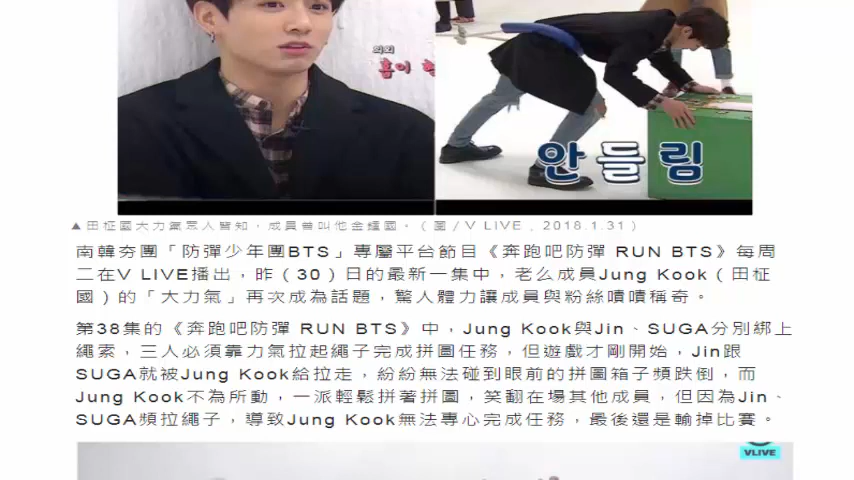 의외
흠이
안 들 림
▲田柾國大力氣眾人皆知，成員曾叫他金鍾國。（圖／V LIVE，2018.1.31）
南韓夯團「防彈少年團BTS」專屬平台節目《奔跑吧防彈 RUN BTS》每周
二在V LIVE播出，昨（30）日的最新一集中，老么成員Jung Kook（田柾
國）的「大力氣」再次成為話題，驚人體力讓成員與粉絲嘖嘖稱奇。
第38集的《奔跑吧防彈 RUN BTS》中，Jung Kook與Jin、SUGA分別綁上
繩索，三人必須靠力氣拉起繩子完成拼圖任務，但遊戲才剛開始，Jin跟
SUGA就被Jung Kook給拉走，紛紛無法碰到眼前的拼圖箱子頻跌倒，而
Jung Kook不為所動，一派輕鬆拼著拼圖，笑翻在場其他成員，但因為Jin、
SUGA頻拉繩子，導致Jung Kook無法專心完成任務，最後還是輸掉比賽。
VLIVE